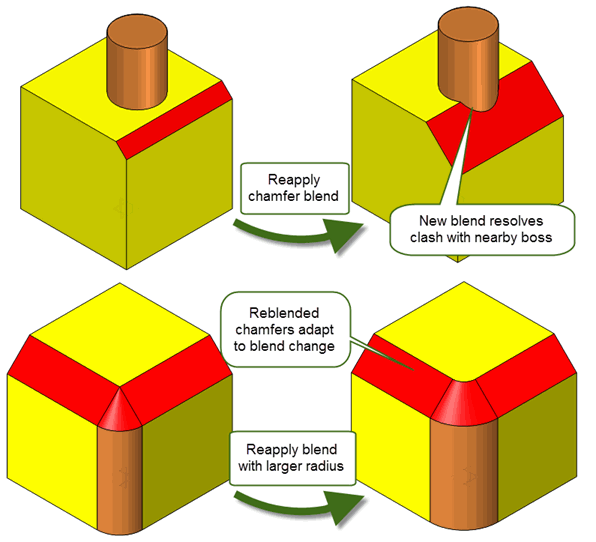 Reapply
chamfer blend
New blend resolves
clash with nearby boss
Reblended
chamfers adapt
to blend change
Reapply blend
with larger radius